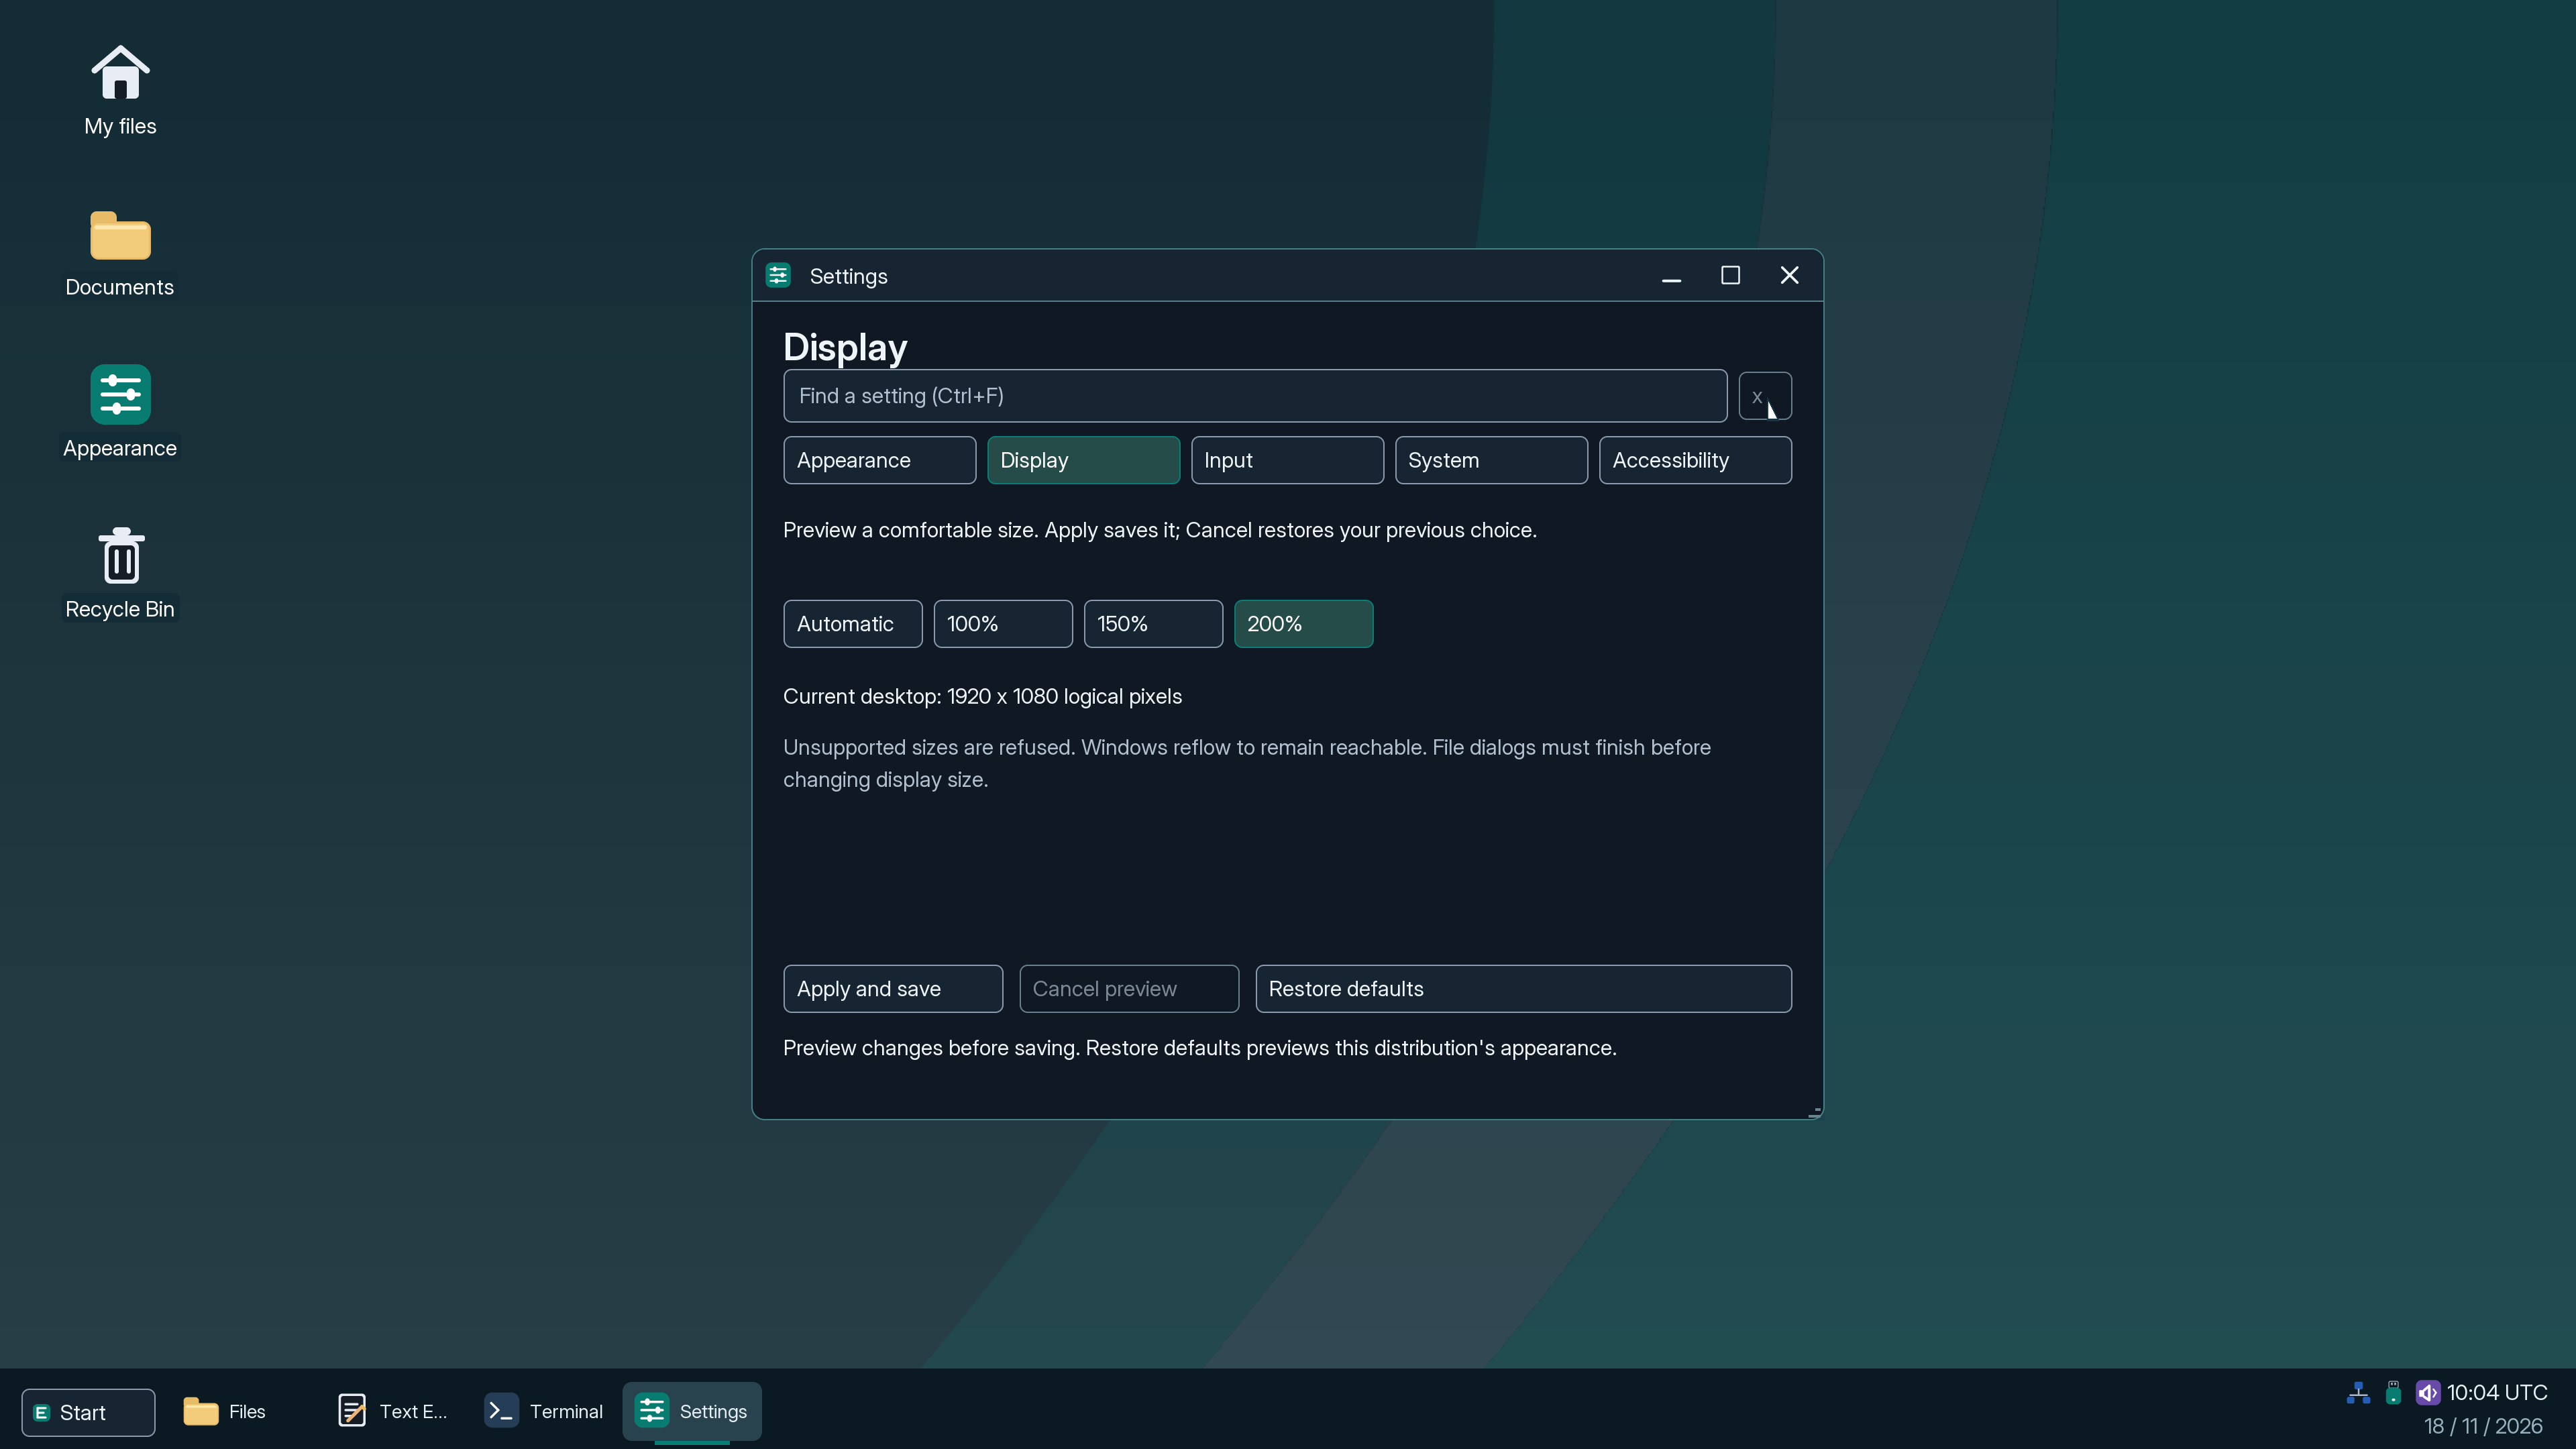 My files
Documents
Appearance
Recycle Bin
Settings
Display
Find a setting (Ctrl+F)
x
Appearance
Display
Input
System
Accessibility
Preview a comfortable size. Apply saves it; Cancel restores your previous choice.
Automatic
100%
150%
200%
Current desktop: 1920 x 1080 logical pixels
Unsupported sizes are refused. Windows reflow to remain reachable. File dialogs must finish before
changing display size.
Apply and save
Cancel preview
Restore defaults
Preview changes before saving. Restore defaults previews this distribution's appearance.
E Start
Files
Text E...
Terminal
Settings
10:04 UTC
18 / 11 / 2026